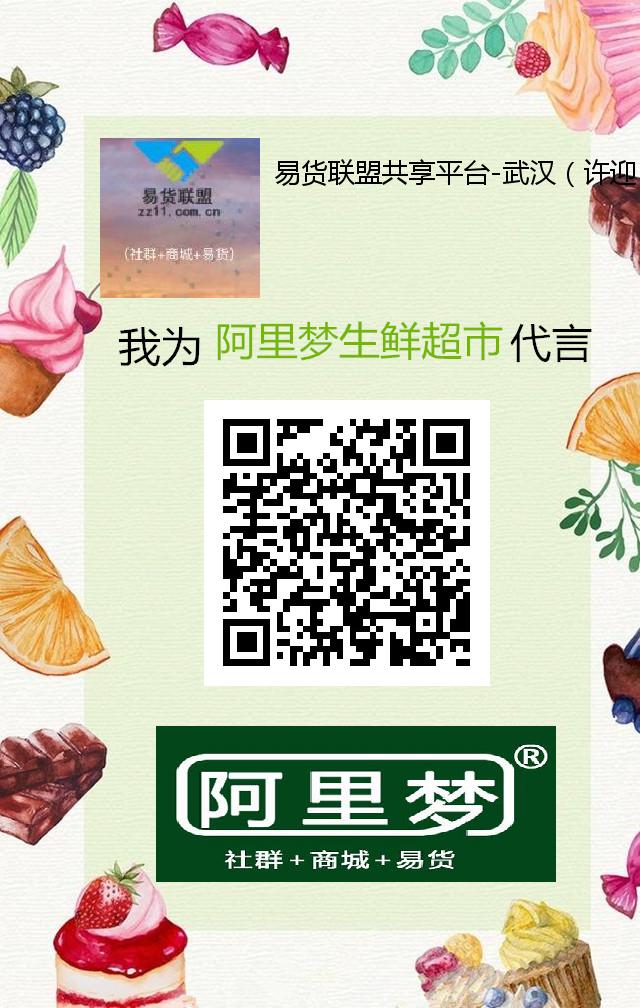 易货联盟
zz11.com.cn
(社群+商城+易货)
易货联盟共享平台-武汉(许迎
我为 阿里梦生鲜超市 代言
阿里梦®
社群+商城+易货